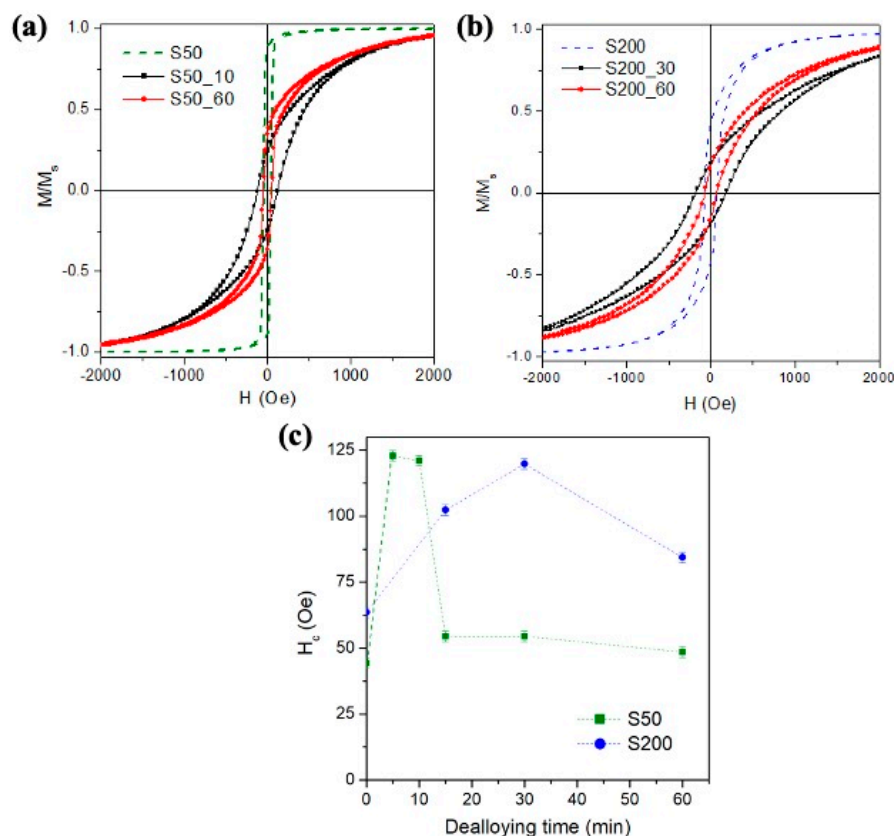 (a)
S50
S50_10
S50_60
M/Ms
1.0
0.5
0.0
-0.5
-1.0
-2000 -1000 0 1000 2000
H (Oe)
(b)
S200
S200_30
S200_60
M/Ms
1.0
0.5
0.0
-0.5
-1.0
-2000 -1000 0 1000 2000
H (Oe)
(c)
Hc (Oe)
125
100
75
50
25
0
S50
S200
0 10 20 30 40 50 60
Dealloying time (min)